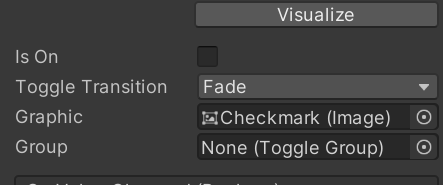 Visualize
Is On
Toggle Transition Fade
Graphic Checkmark (Image)
Group None (Toggle Group)